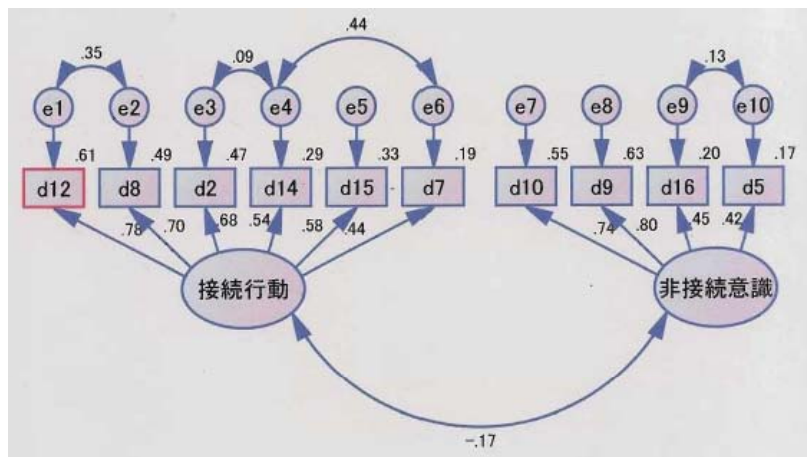 .44
.35
.09
.13
e1
e2
e3
e4
e5
e6
e7
e8
e9
e10
.61
.49
.47
.29
.33
.19
.55
.63
.20
.17
d12
d8
d2
d14
d15
d7
d10
d9
d16
d5
.78
.70
.68
.54
.58
.44
.74
.80
.45
.42
接続行動
非接続意識
-.17